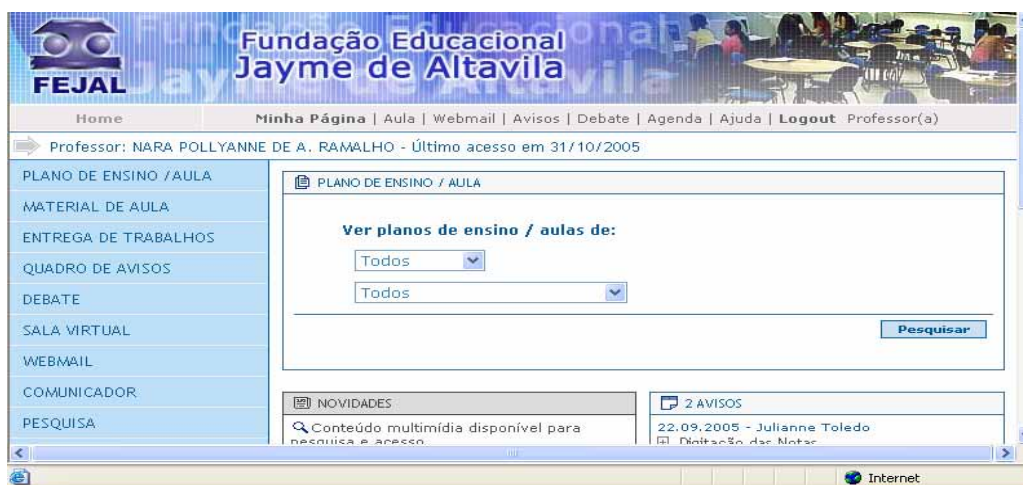 FEJAL
Fundação Educacional
Jayme de Altavila
Home
Minha Página | Aula | Webmail | Avisos | Debate | Agenda | Ajuda | Logout Professor(a)
Professor: NARA POLLYANNE DE A. RAMALHO - Último acesso em 31/10/2005
PLANO DE ENSINO / AULA
MATERIAL DE AULA
ENTREGA DE TRABALHOS
QUADRO DE AVISOS
DEBATE
SALA VIRTUAL
WEBMAIL
COMUNICADOR
PESQUISA
PLANO DE ENSINO / AULA
Ver planos de ensino / aulas de:
Todos
Todos
Pesquisar
NOVIDADES
Conteúdo multimídia disponível para
pesquisa e acesso
2 AVISOS
22.09.2005 - Julianne Toledo
Digitação das Notas
Internet